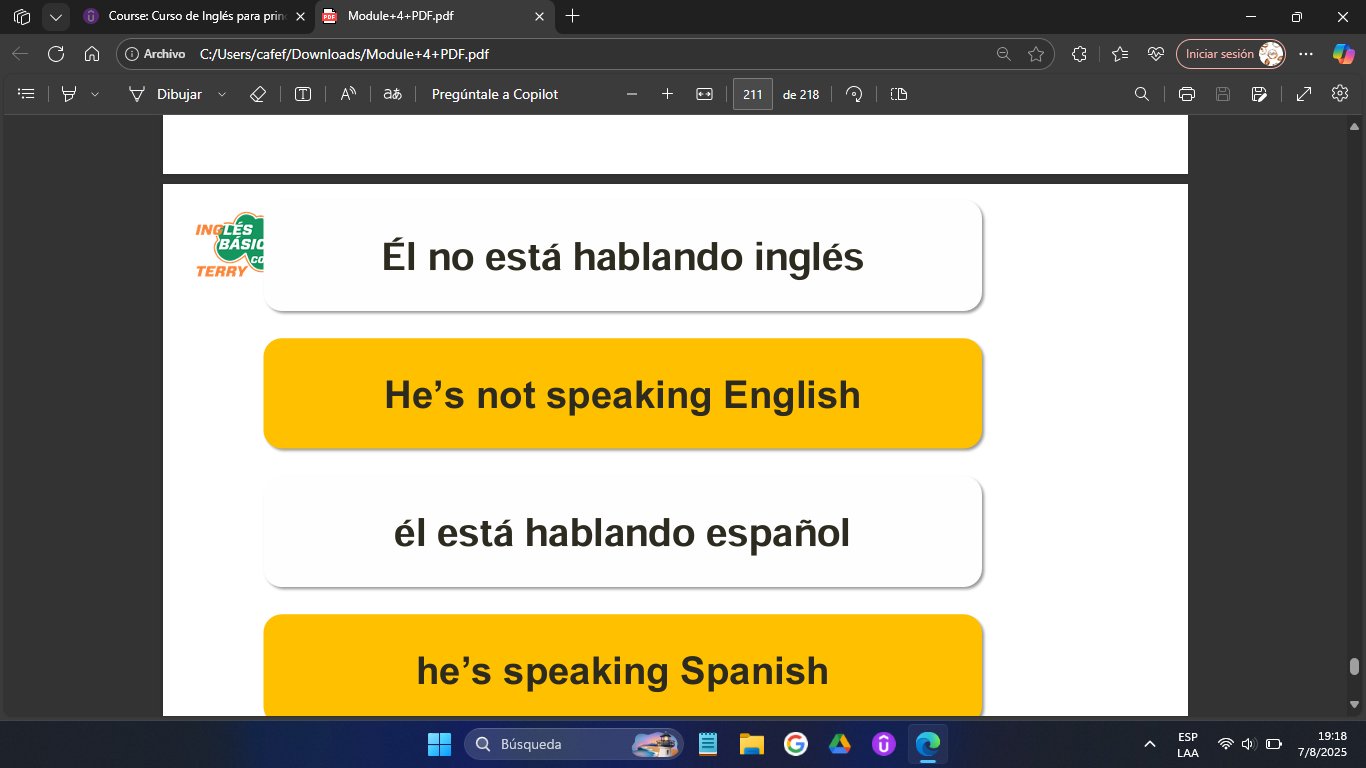 Course: Curso de Inglés para prin
Module+4+PDF.pdf
Archivo
C:/Users/cafef/Downloads/Module+4+PDF.pdf
Iniciar sesión
Dibujar
aあ
Pregúntale a Copilot
211
de 218
INGLÉS
BÁSIC
CO
TERRY
Él no está hablando inglés
He's not speaking English
él está hablando español
he's speaking Spanish
Búsqueda
ESP
LAA
19:18
7/8/2025